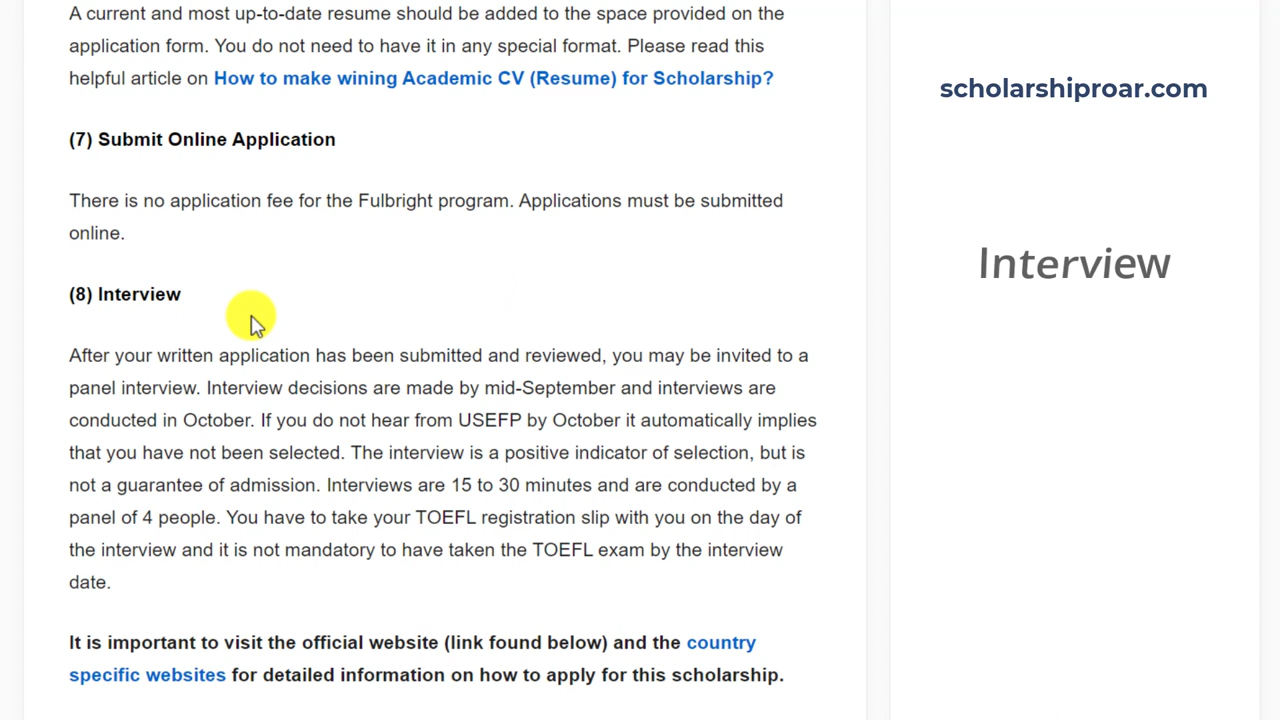 A current and most up-to-date resume should be added to the space provided on the
application form. You do not need to have it in any special format. Please read this
helpful article on How to make wining Academic CV (Resume) for Scholarship?
(7) Submit Online Application
There is no application fee for the Fulbright program. Applications must be submitted
online.
(8) Interview
After your written application has been submitted and reviewed, you may be invited to a
panel interview. Interview decisions are made by mid-September and interviews are
conducted in October. If you do not hear from USEFP by October it automatically implies
that you have not been selected. The interview is a positive indicator of selection, but is
not a guarantee of admission. Interviews are 15 to 30 minutes and are conducted by a
panel of 4 people. You have to take your TOEFL registration slip with you on the day of
the interview and it is not mandatory to have taken the TOEFL exam by the interview
date.
It is important to visit the official website (link found below) and the country
specific websites for detailed information on how to apply for this scholarship.
scholarshiproar.com
Interview